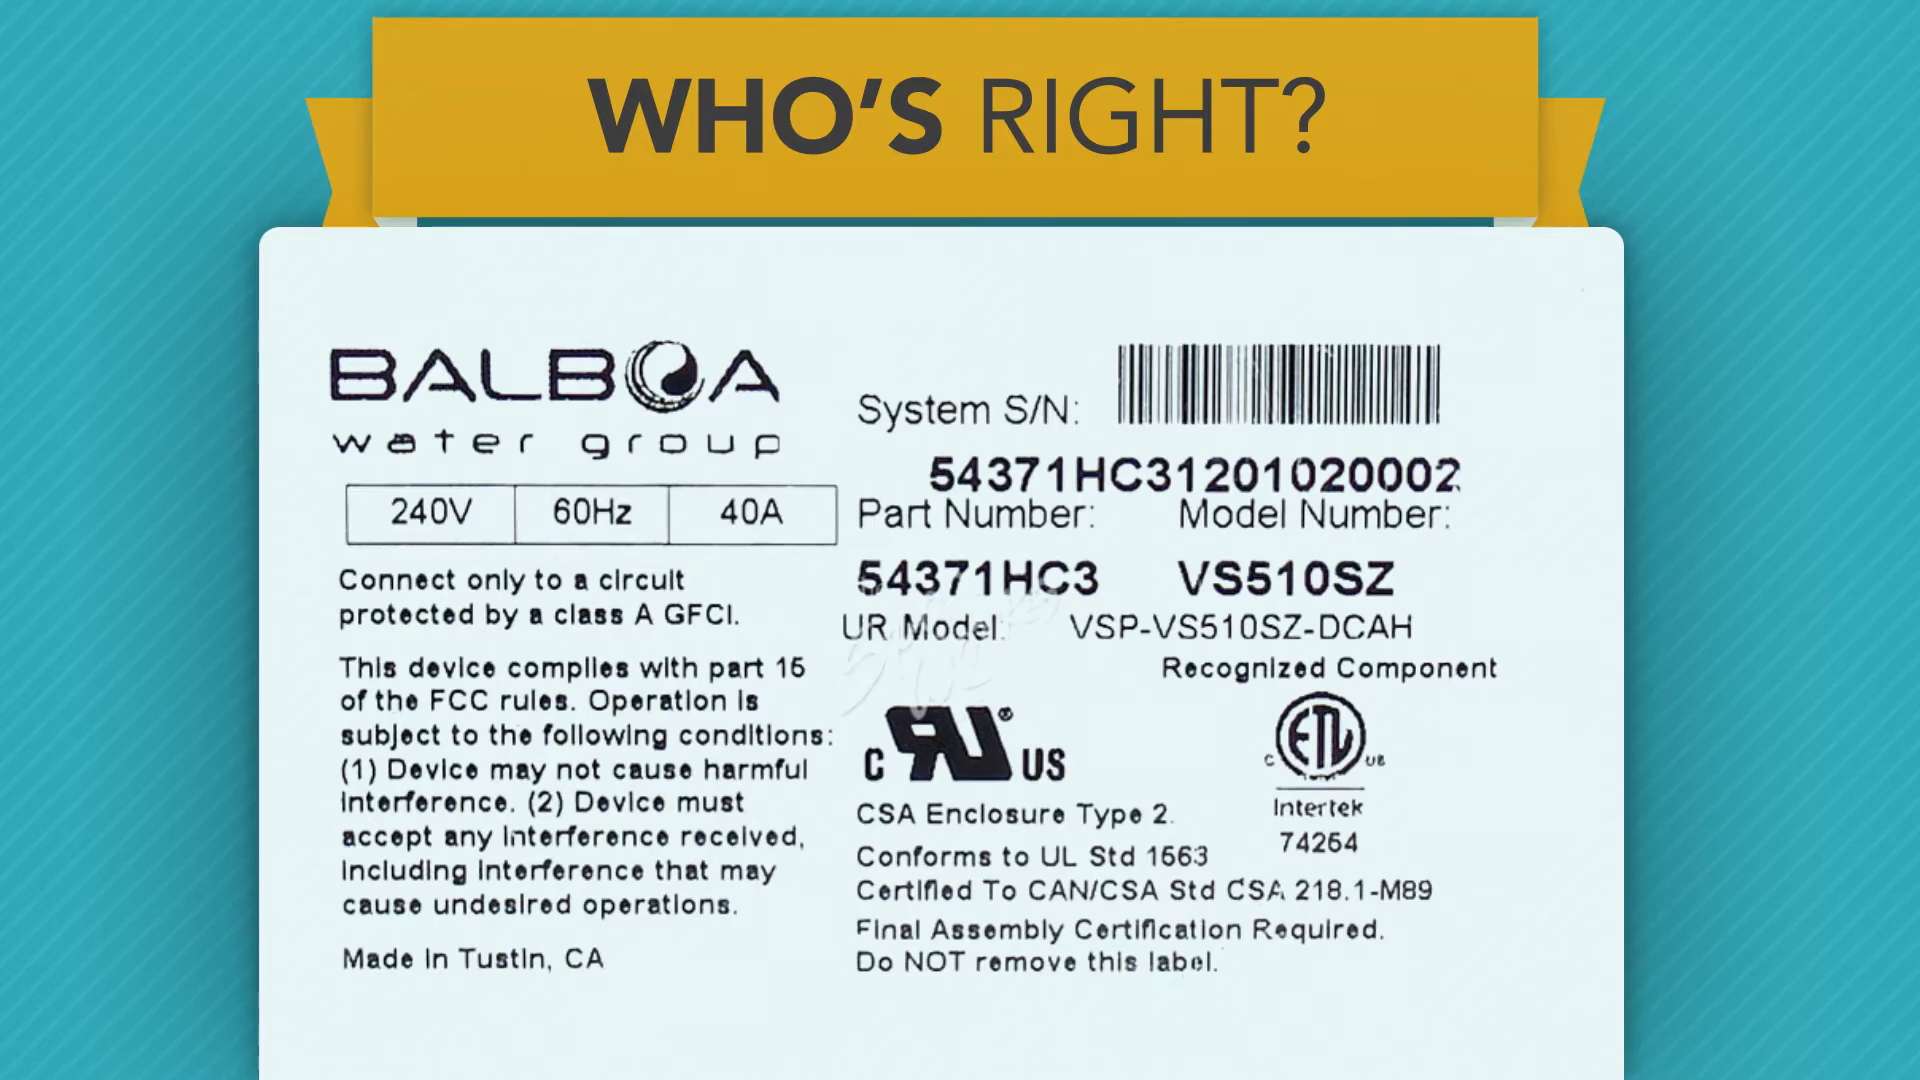 WHO'S RIGHT?
BALBOA
water group
240V 60Hz 40A
Connect only to a circuit
protected by a class A GFCI.
This device complies with part 15
of the FCC rules. Operation is
subject to the following conditions:
(1) Device may not cause harmful
interference. (2) Device must
accept any interference received,
including interference that may
cause undesired operations.
Made in Tustin, CA
System S/N:
54371HC31201020002
Part Number: Model Number:
54371HC3 VS510SZ
UR Model: VSP-VS510SZ-DCAH
Recognized Component
C RU ® US
C ETL US
Intertek
74264
CSA Enclosure Type 2.
Conforms to UL Std 1563
Certified To CAN/CSA Std CSA 218.1-M89
Final Assembly Certification Required.
Do NOT remove this label.